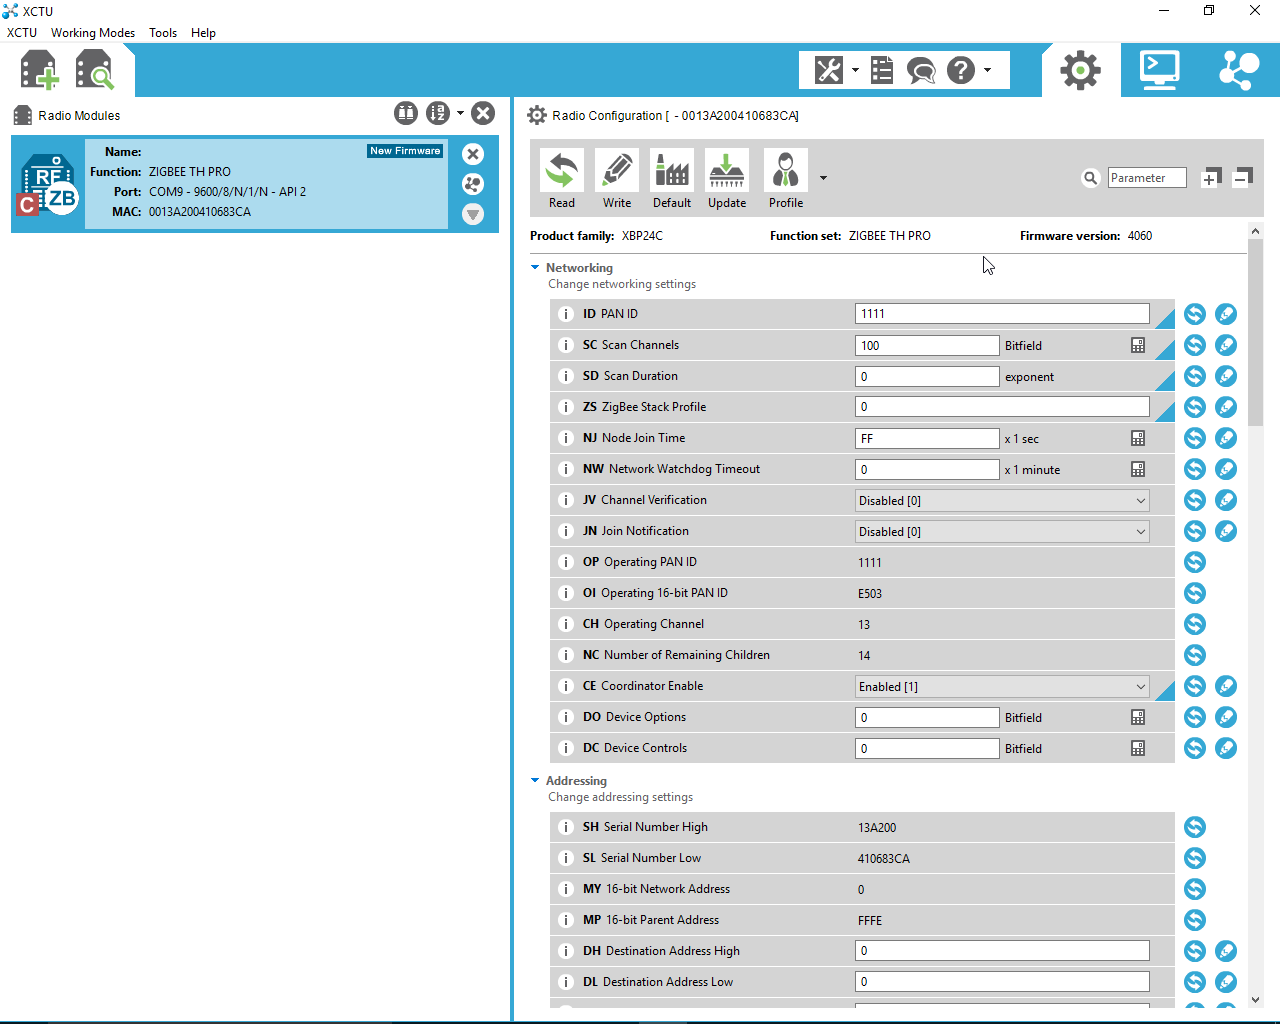 XCTU
XCTU Working Modes Tools Help
Radio Modules
Name:
New Firmware
Function: ZIGBEE TH PRO
Port: COM9 - 9600/8/N/1/N - API 2
MAC: 0013A200410683CA
RF
C
ZB
Radio Configuration [ - 0013A200410683CA]
Read Write Default Update Profile
Parameter
Product family: XBP24C Function set: ZIGBEE TH PRO Firmware version: 4060
Networking
Change networking settings
i ID PAN ID 1111
i SC Scan Channels 100 Bitfield
i SD Scan Duration 0 exponent
i ZS ZigBee Stack Profile 0
i NJ Node Join Time FF x 1 sec
i NW Network Watchdog Timeout 0 x 1 minute
i JV Channel Verification Disabled [0]
i JN Join Notification Disabled [0]
i OP Operating PAN ID 1111
i OI Operating 16-bit PAN ID E503
i CH Operating Channel 13
i NC Number of Remaining Children 14
i CE Coordinator Enable Enabled [1]
i DO Device Options 0 Bitfield
i DC Device Controls 0 Bitfield
Addressing
Change addressing settings
i SH Serial Number High 13A200
i SL Serial Number Low 410683CA
i MY 16-bit Network Address 0
i MP 16-bit Parent Address FFFE
i DH Destination Address High 0
i DL Destination Address Low 0